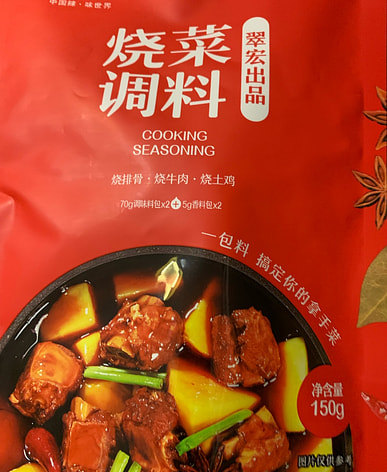 中国辣·味世界
烧菜
调料
翠宏出品
COOKING
SEASONING
烧排骨·烧牛肉·烧土鸡
70g调味料包x2+5g香料包x2
一包料 搞定你的拿手菜
净含量
150g
图片仅供参考